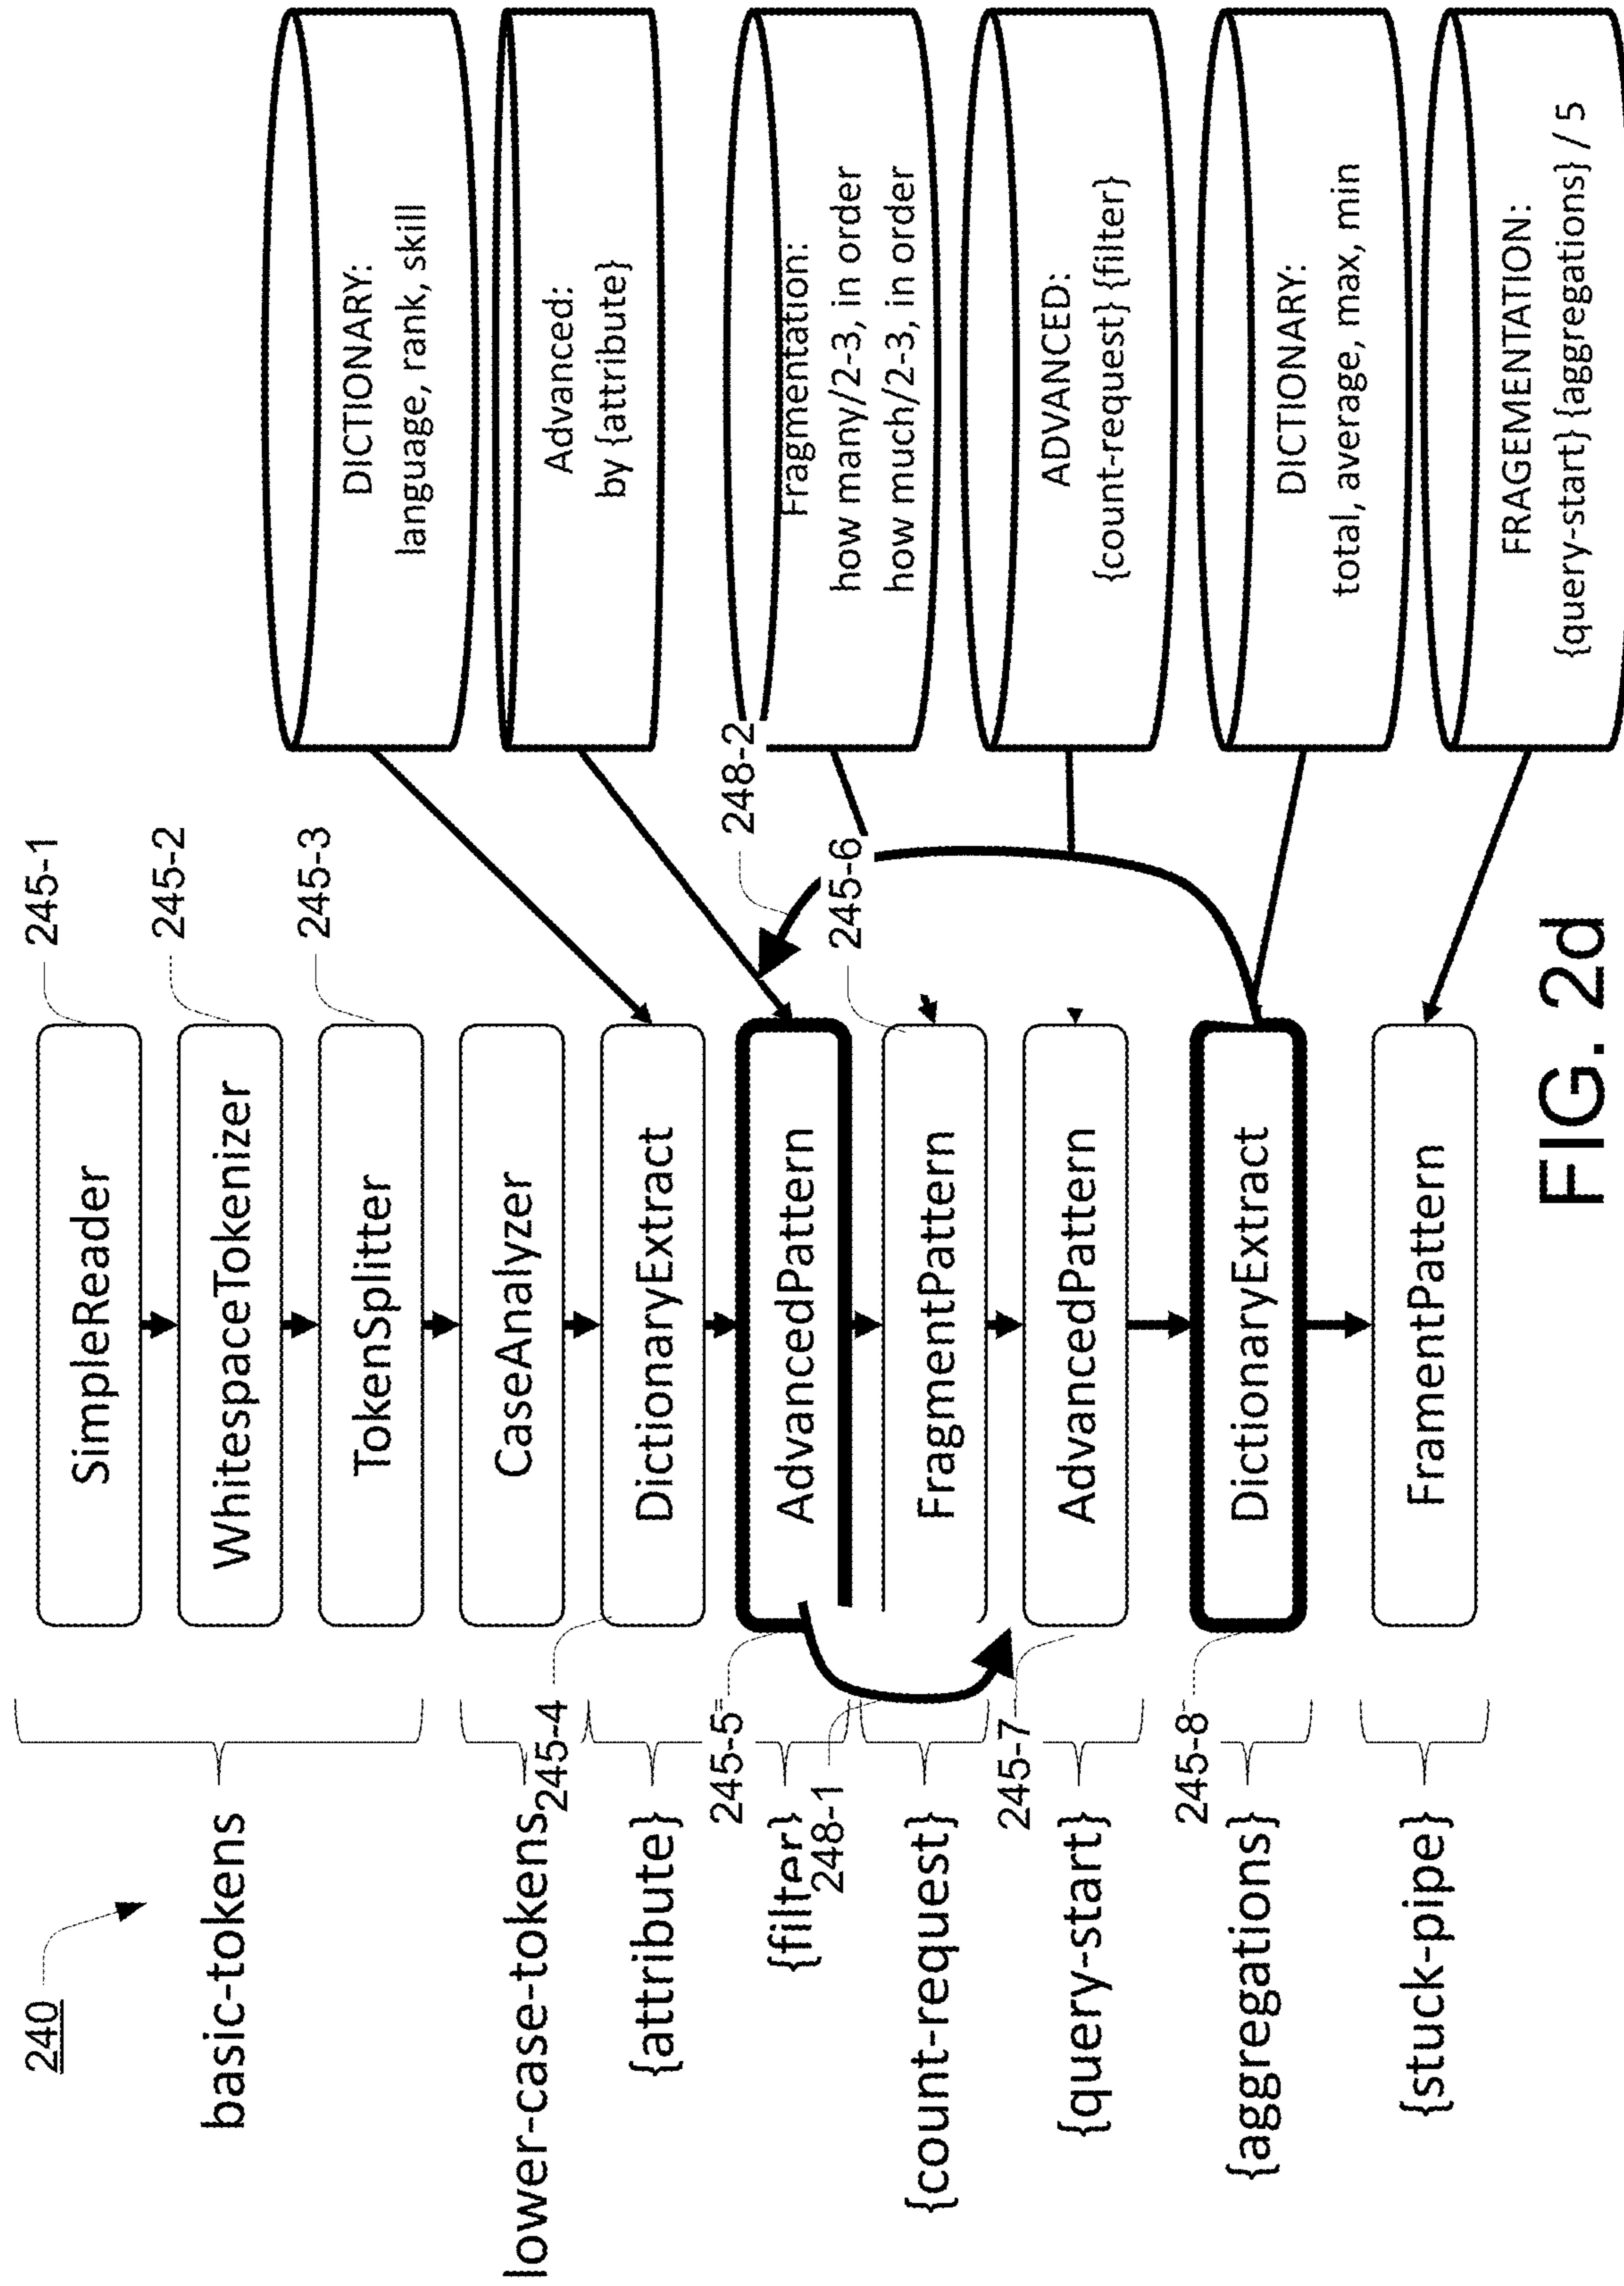 240
basic-tokens
lower-case-tokens
{attribute}
{filter}
{count-request}
{query-start}
{aggregations}
{stuck-pipe}
245-4
245-5
248-1
245-7
245-8
SimpleReader
WhitespaceTokenizer
TokenSplitter
CaseAnalyzer
DictionaryExtract
AdvancedPattern
FragmentPattern
AdvancedPattern
DictionaryExtract
FramentPattern
245-1
245-2
245-3
248-2
245-6
DICTIONARY:
language, rank, skill
Advanced:
by {attribute}
Fragmentation:
how many/2-3, in order
how much/2-3, in order
ADVANCED:
{count-request} {filter}
DICTIONARY:
total, average, max, min
FRAGEMENTATION:
{query-start} {aggregations} / 5
FIG. 2d